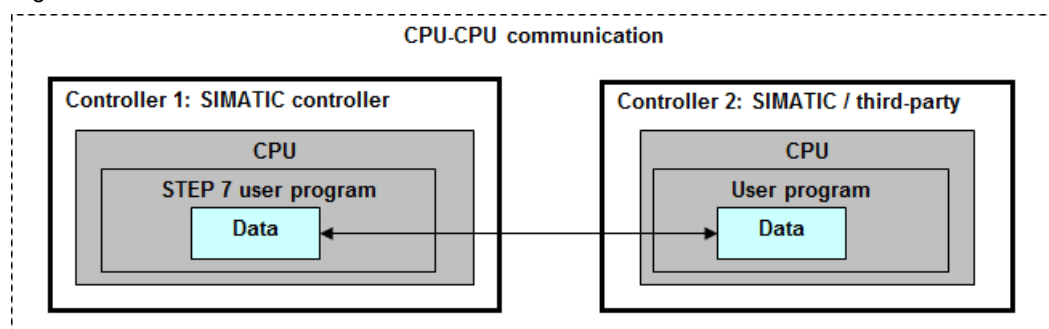 CPU-CPU communication
Controller 1: SIMATIC controller
CPU
STEP 7 user program
Data
Controller 2: SIMATIC / third-party
CPU
User program
Data